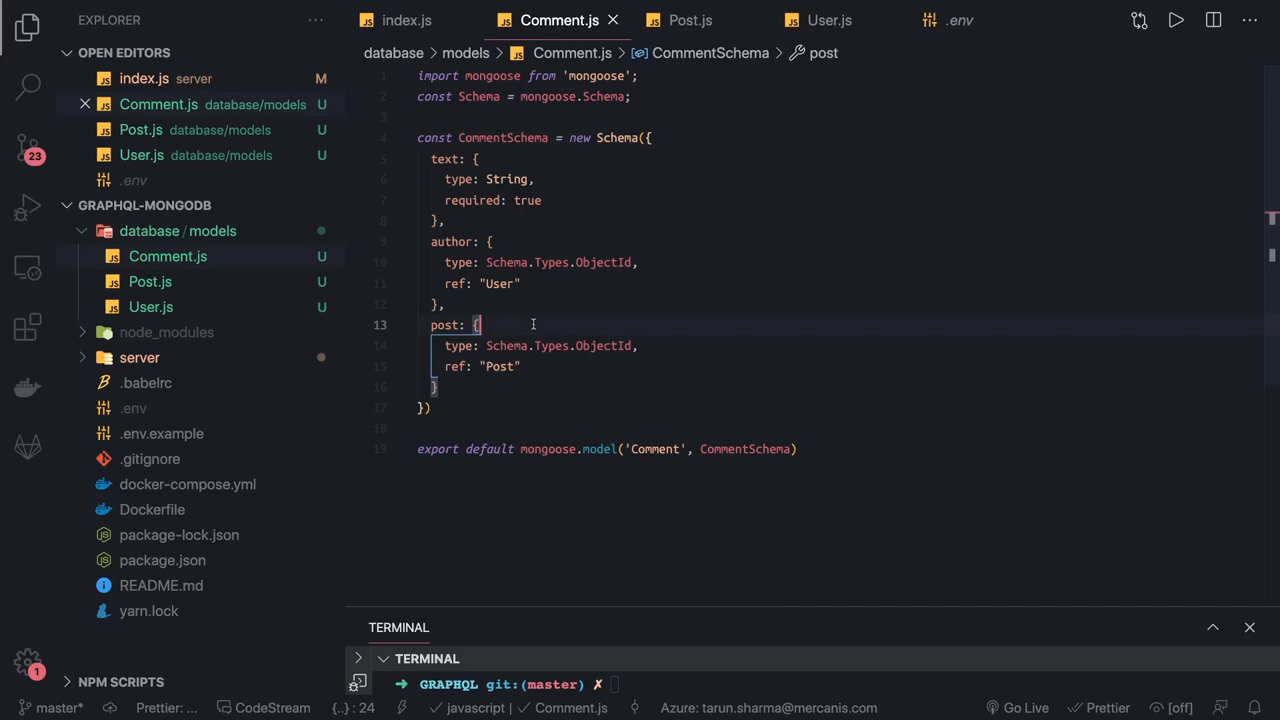 EXPLORER
OPEN EDITORS
index.js server M
Comment.js database/models U
Post.js database/models U
User.js database/models U
.env
GRAPHQL-MONGODB
database / models
Comment.js U
Post.js U
User.js U
node_modules
server
.babelrc
.env
.env.example
.gitignore
docker-compose.yml
Dockerfile
package-lock.json
package.json
README.md
yarn.lock
NPM SCRIPTS
23
1
index.js
Comment.js
Post.js
User.js
.env
database > models > Comment.js > CommentSchema > post
1 import mongoose from 'mongoose';
2 const Schema = mongoose.Schema;
3
4 const CommentSchema = new Schema({
5 text: {
6 type: String,
7 required: true
8 },
9 author: {
10 type: Schema.Types.ObjectId,
11 ref: "User"
12 },
13 post: {
14 type: Schema.Types.ObjectId,
15 ref: "Post"
16 }
17 })
18
19 export default mongoose.model('Comment', CommentSchema)
TERMINAL
TERMINAL
➜ GRAPHQL git:(master) ✗
master* Prettier: ... CodeStream {..} : 24 javascript | Comment.js Azure: tarun.sharma@mercanis.com Go Live Prettier [off]